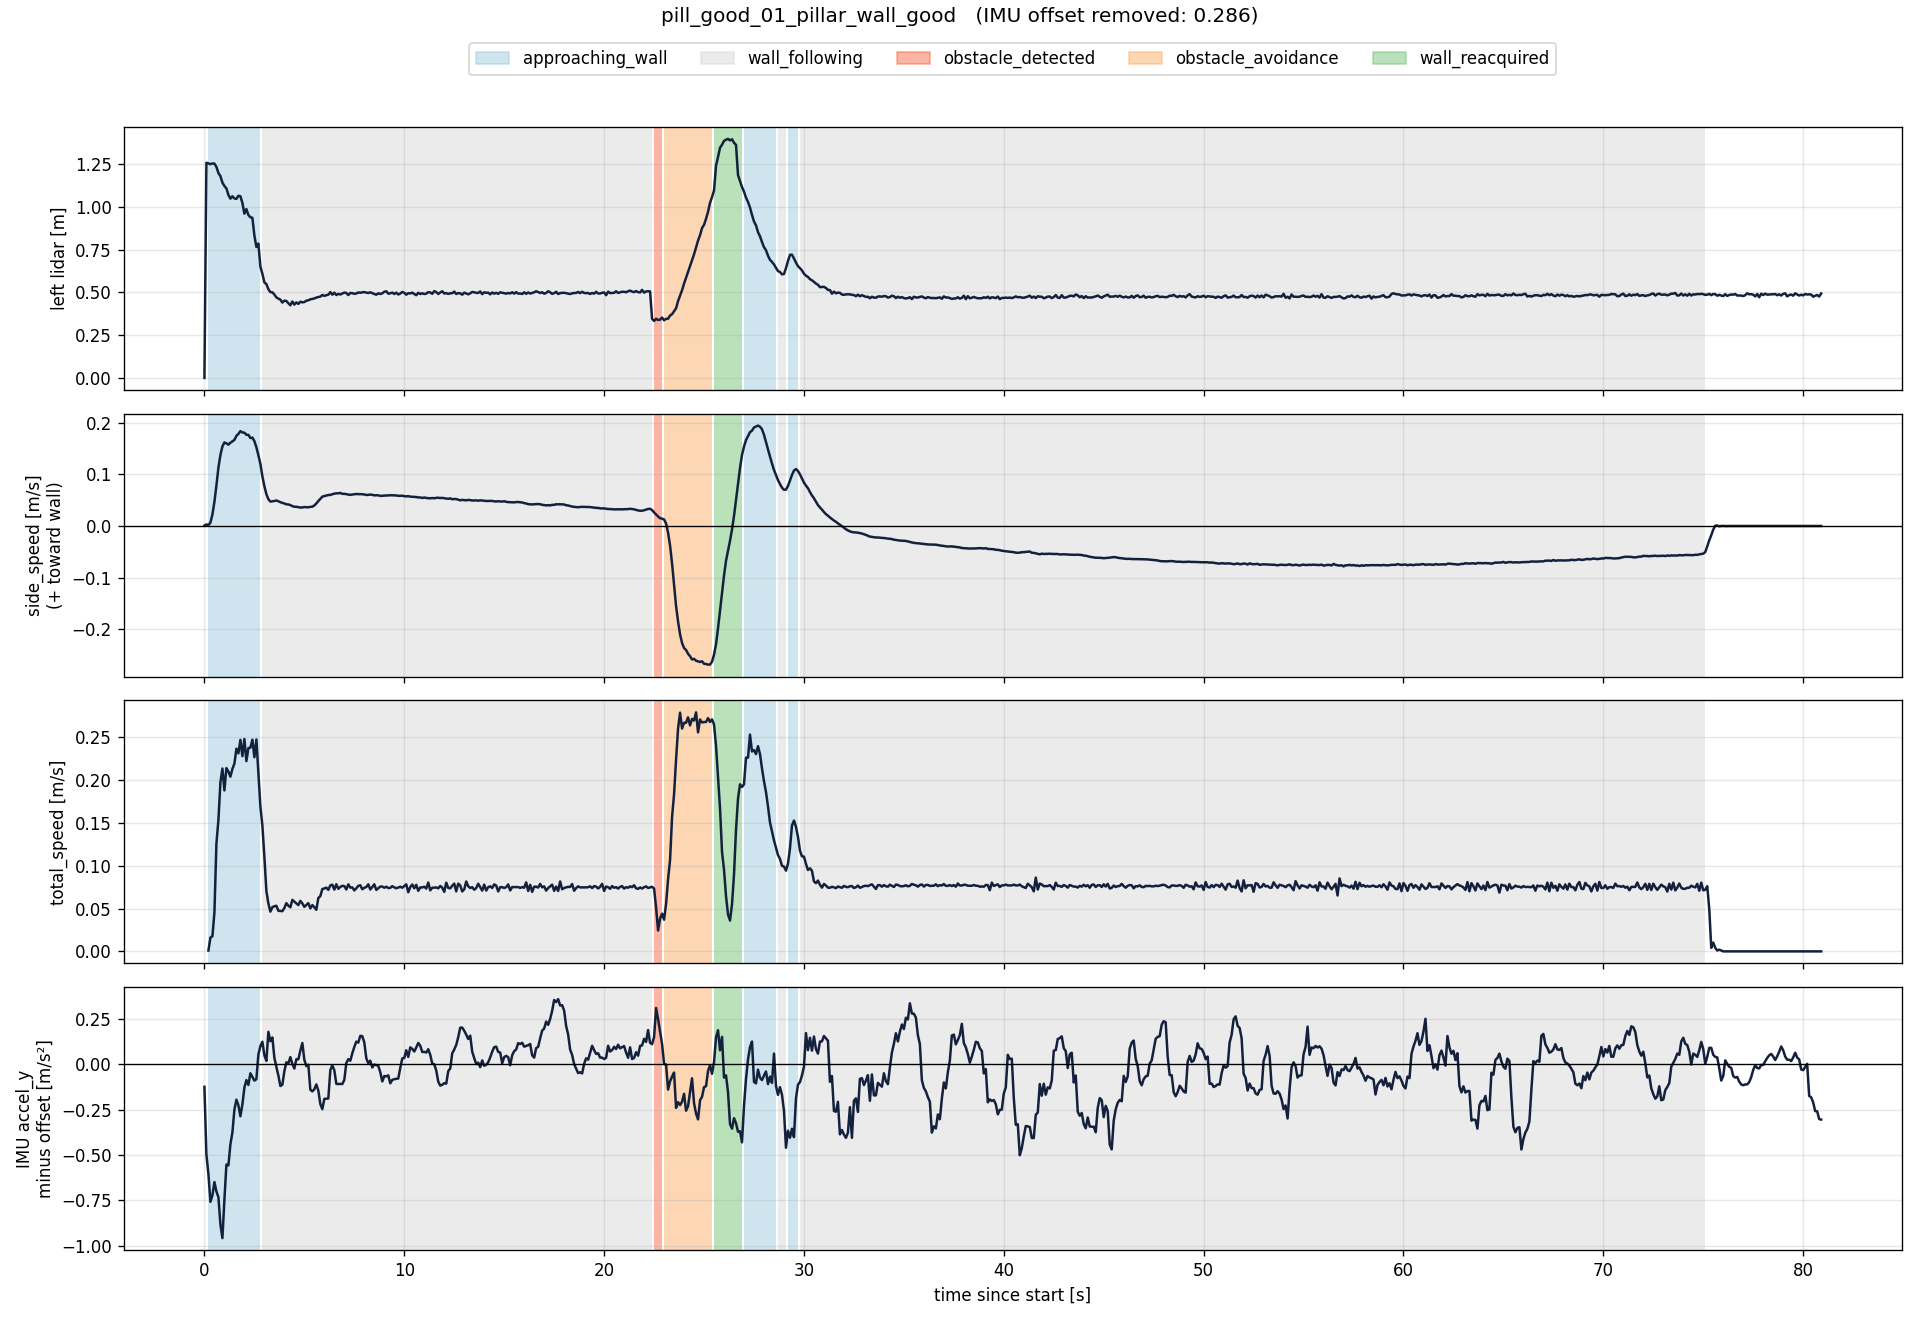 pill_good_01_pillar_wall_good (IMU offset removed: 0.286)
approaching_wall wall_following obstacle_detected obstacle_avoidance wall_reacquired
left lidar [m]
1.25
1.00
0.75
0.50
0.25
0.00
side_speed [m/s]
(+ toward wall)
0.2
0.1
0.0
−0.1
−0.2
total_speed [m/s]
0.25
0.20
0.15
0.10
0.05
0.00
IMU accel_y
minus offset [m/s²]
0.25
0.00
−0.25
−0.50
−0.75
−1.00
0 10 20 30 40 50 60 70 80
time since start [s]